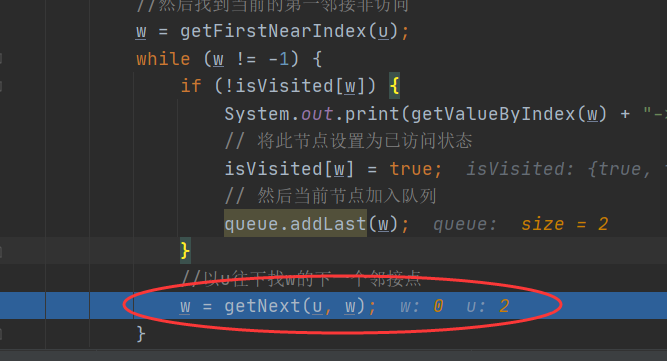 //然后找到当前的第一邻接非访问
w = getFirstNearIndex(u);
while (w != -1) {
if (!isVisited[w]) {
System.out.print(getValueByIndex(w) + "-
// 将此节点设置为已访问状态
isVisited[w] = true; isVisited: {true,
// 然后当前节点加入队列
queue.addLast(w); queue: size = 2
}
//以u往下找w的下一个邻接点
w = getNext(u, w); w: 0 u: 2
}